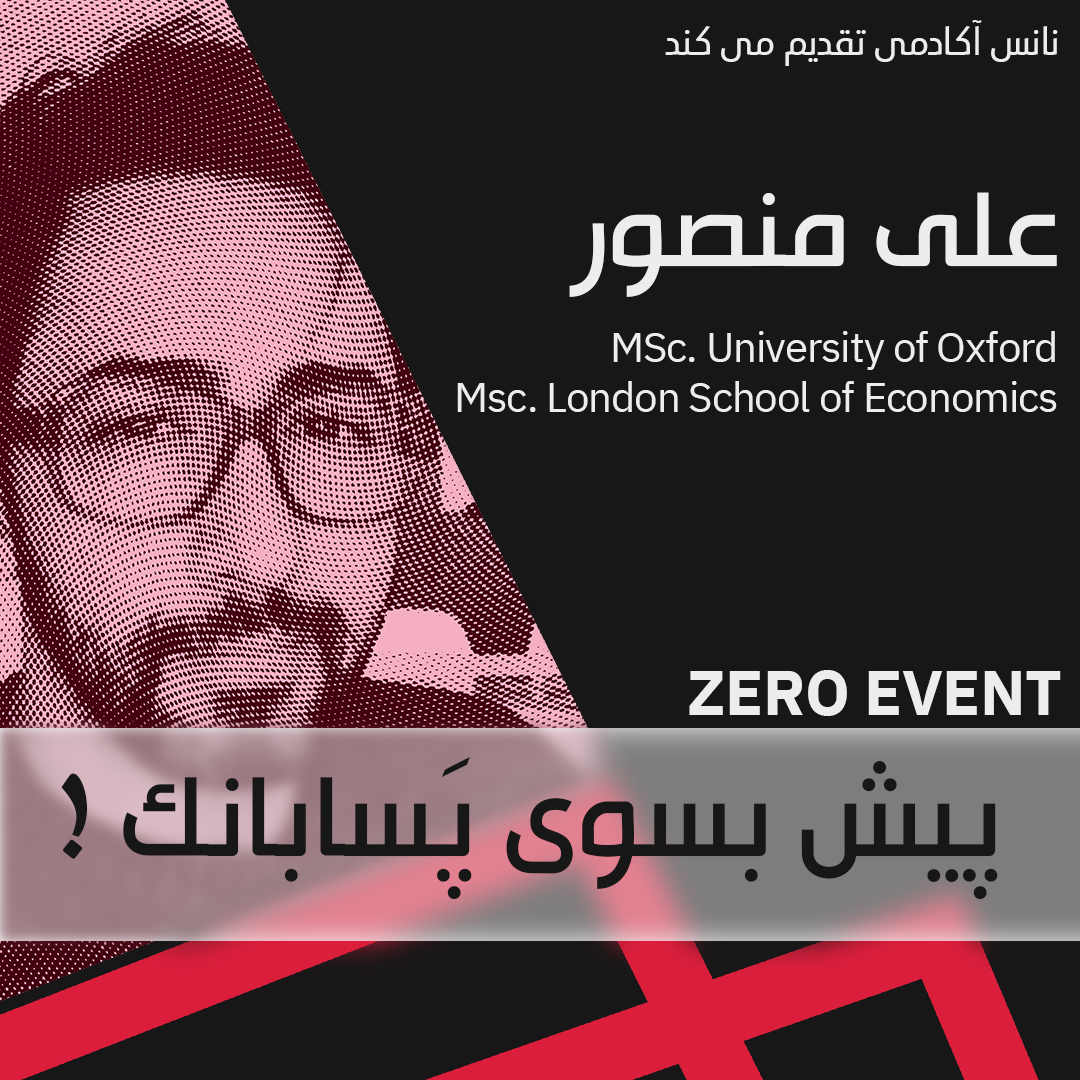 نانس آکادمی تقدیم می کند
علی منصور
MSc. University of Oxford
Msc. London School of Economics
ZERO EVENT
پیش بسوی پَسابانك !